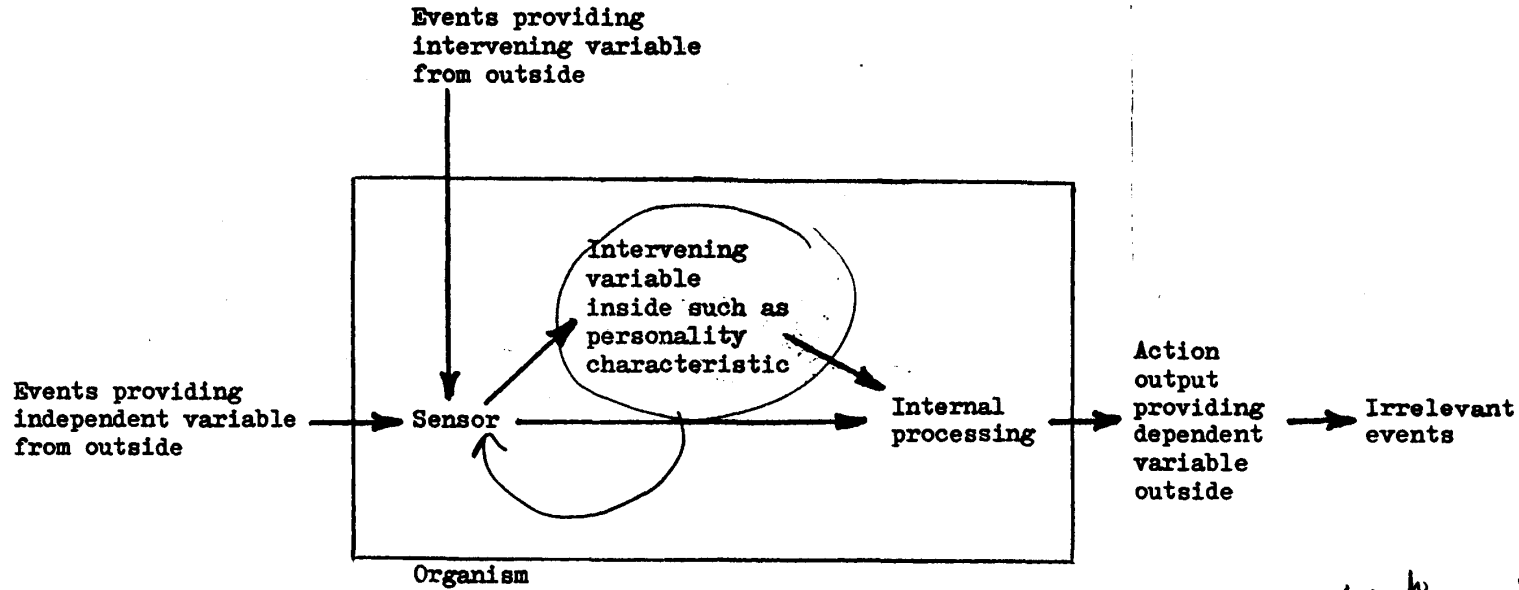 Events providing
intervening variable
from outside
Intervening
variable
inside such as
personality
characteristic
Events providing
independent variable
from outside
Sensor
Internal
processing
Action
output
providing
dependent
variable
outside
Irrelevant
events
Organism